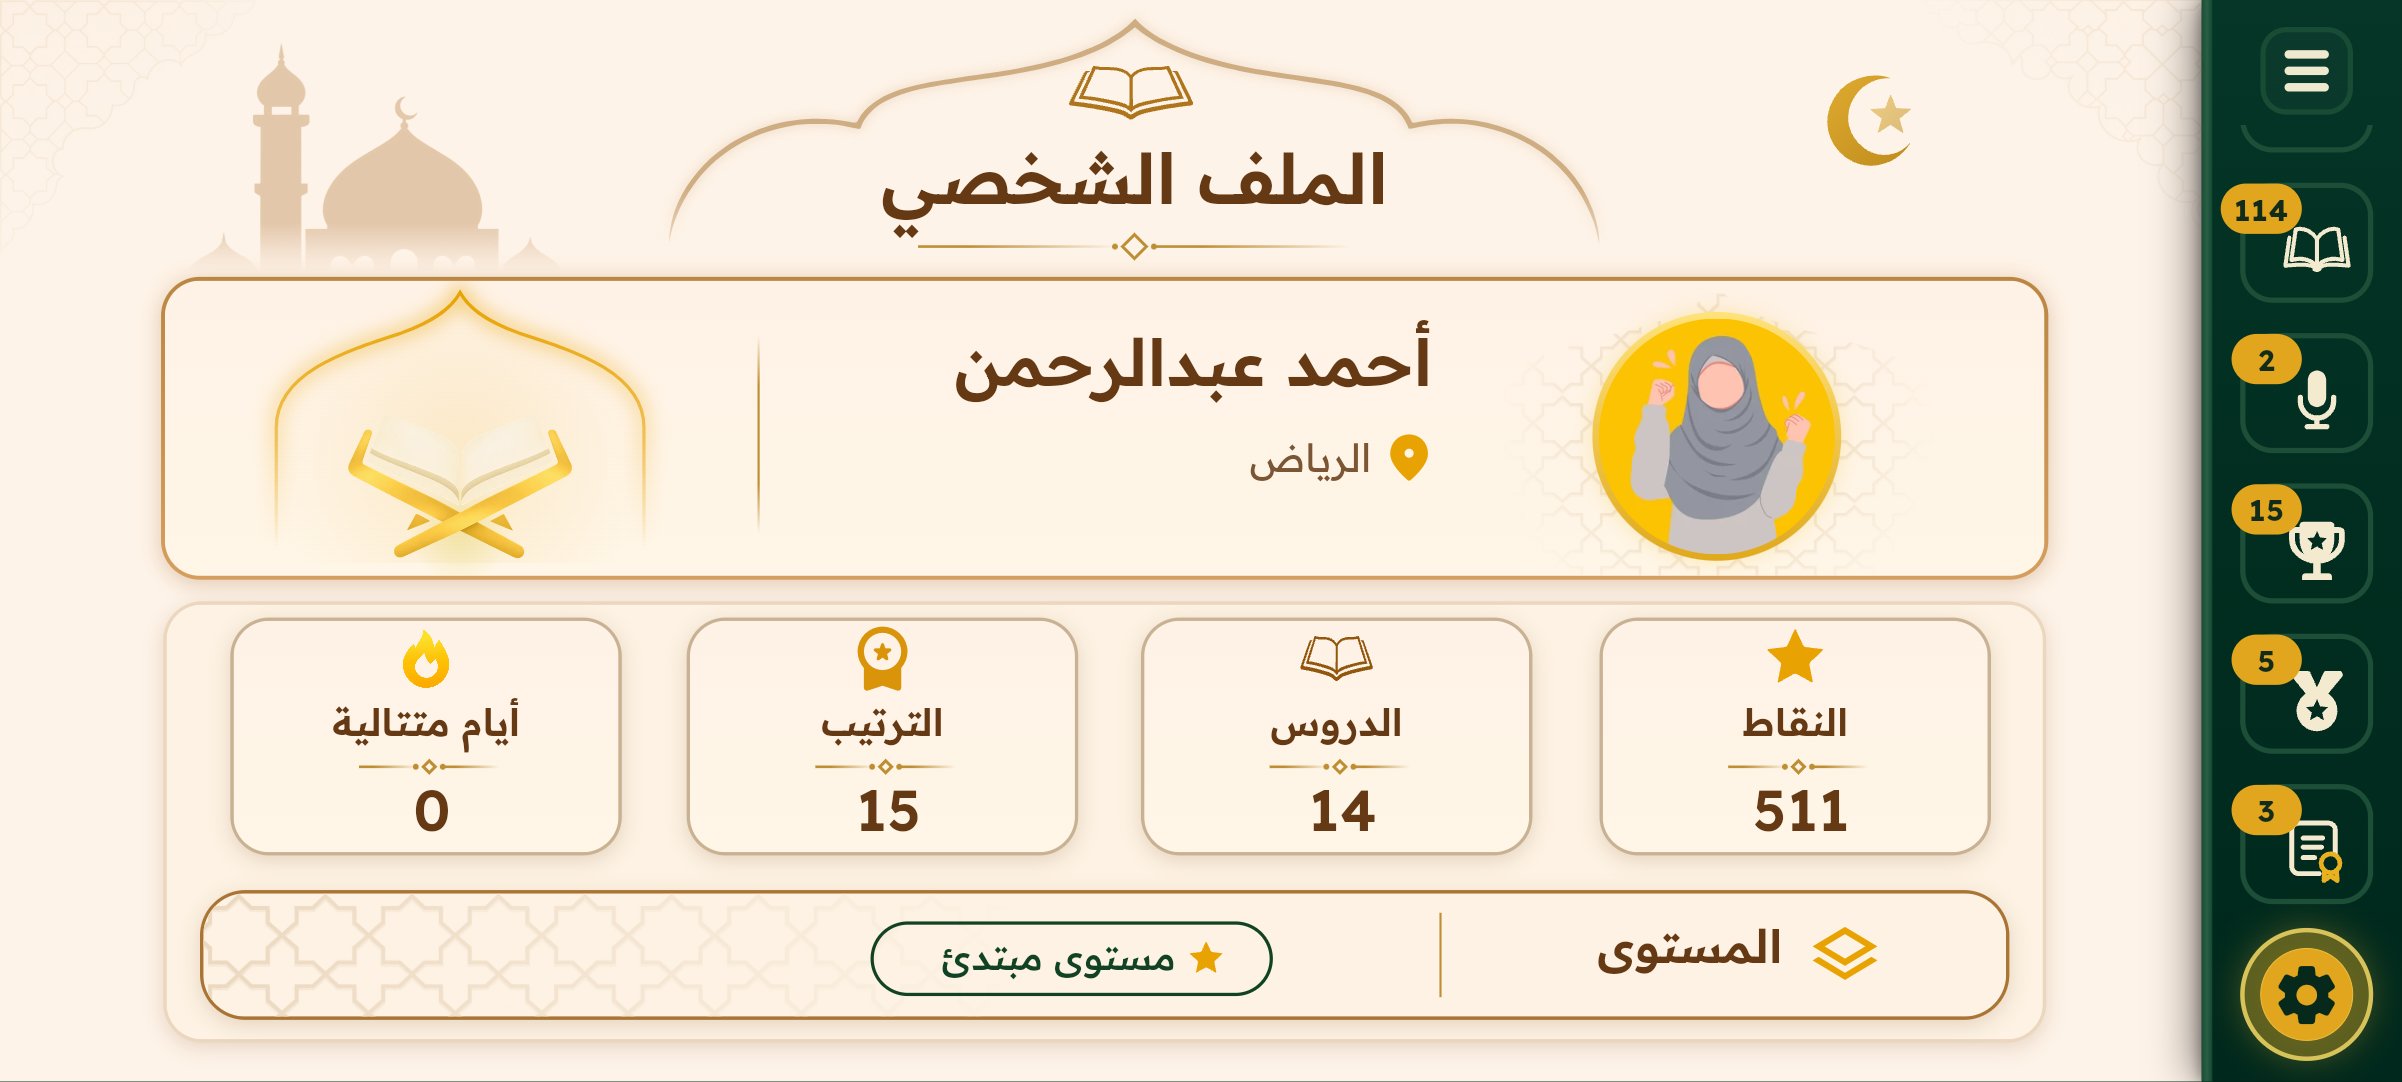 الملف الشخصي
أحمد عبدالرحمن
الرياض
النقاط
511
الدروس
14
الترتيب
15
أيام متتالية
0
المستوى
مستوى مبتدئ
114
2
15
5
3